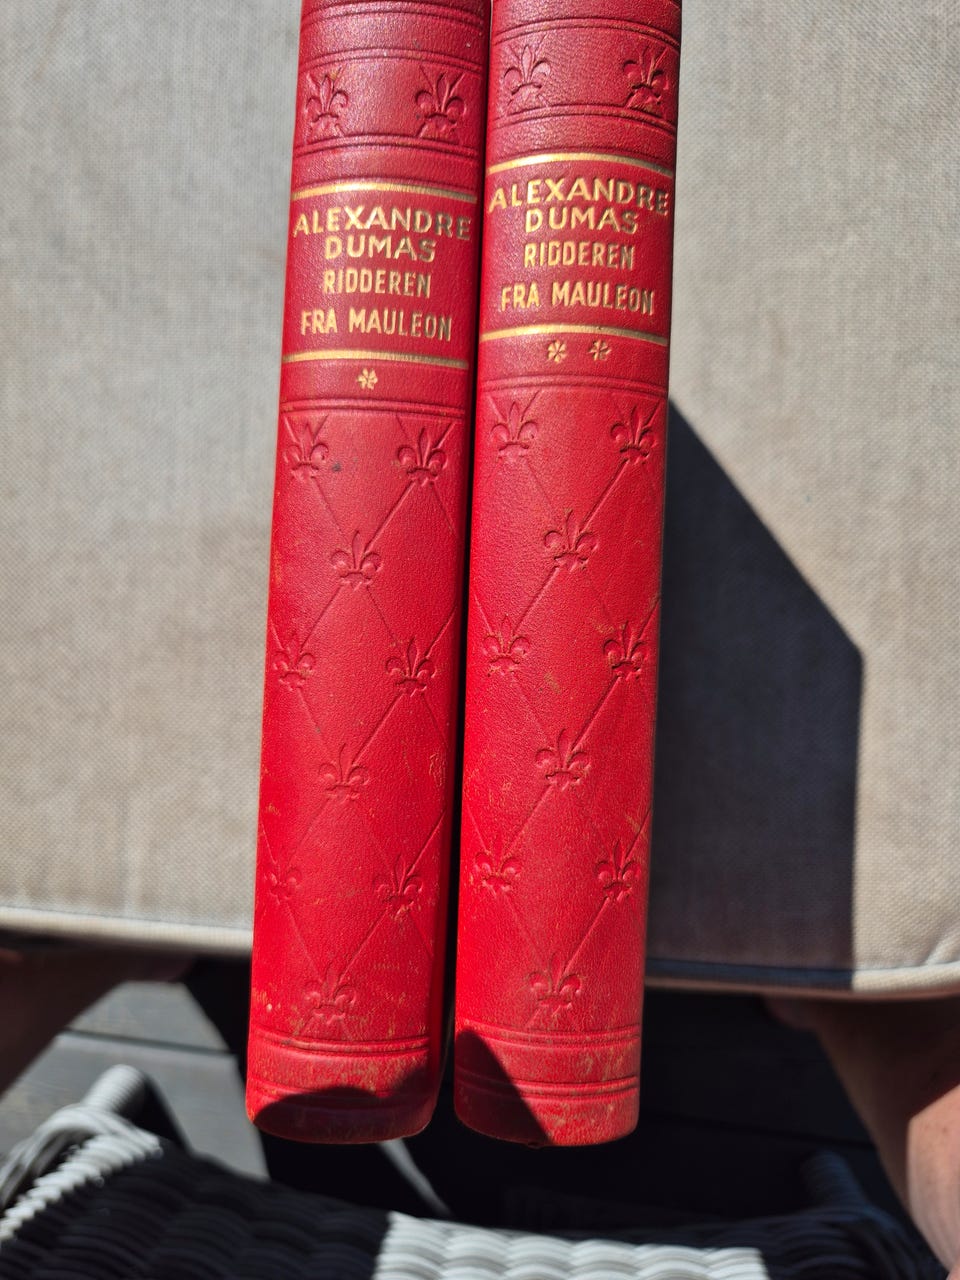 ALEXANDRE
DUMAS
RIDDEREN
FRA MAULEON
*
ALEXANDRE
DUMAS
RIDDEREN
FRA MAULEON
* *